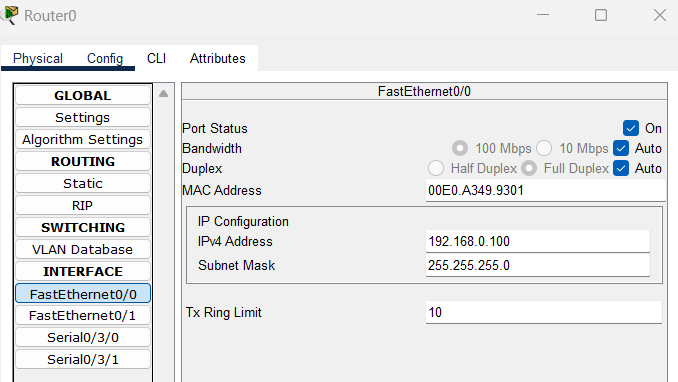 Router0
Physical Config CLI Attributes
GLOBAL
Settings
Algorithm Settings
ROUTING
Static
RIP
SWITCHING
VLAN Database
INTERFACE
FastEthernet0/0
FastEthernet0/1
Serial0/3/0
Serial0/3/1
FastEthernet0/0
Port Status On
Bandwidth 100 Mbps 10 Mbps Auto
Duplex Half Duplex Full Duplex Auto
MAC Address 00E0.A349.9301
IP Configuration
IPv4 Address 192.168.0.100
Subnet Mask 255.255.255.0
Tx Ring Limit 10